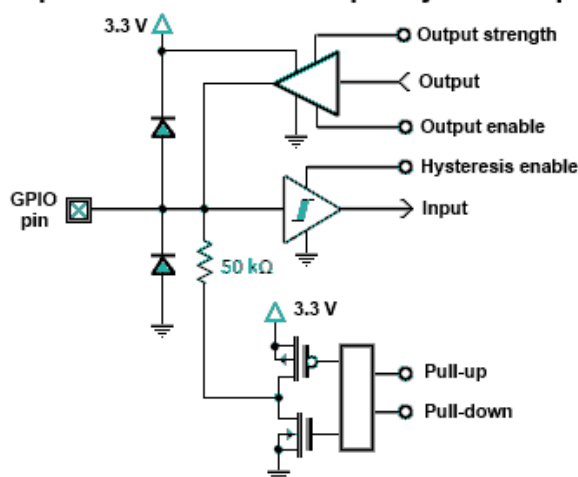 3.3 V
Output strength
Output
Output enable
Hysteresis enable
GPIO
pin
Input
50 kΩ
3.3 V
Pull-up
Pull-down